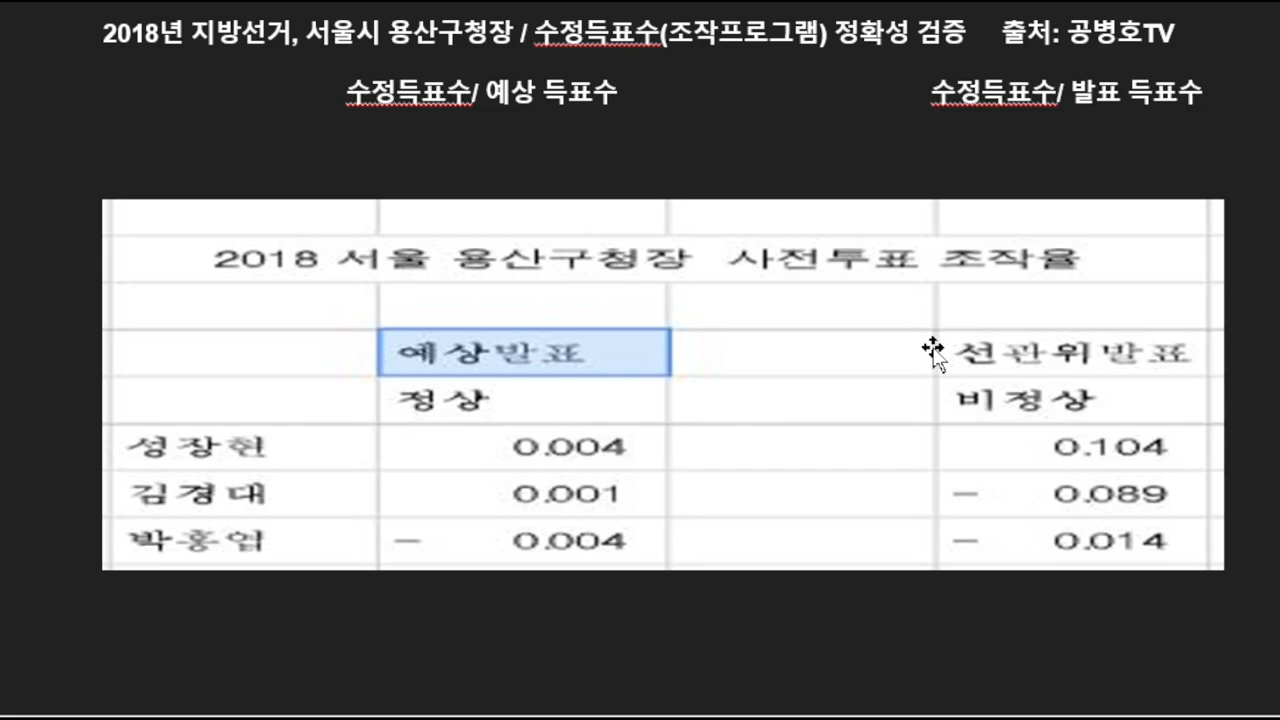 2018년 지방선거, 서울시 용산구청장 / 수정득표수(조작프로그램) 정확성 검증 출처: 공병호TV
수정득표수/ 예상 득표수 수정득표수/ 발표 득표수
2018 서울 용산구청장 사전투표 조작율
예상발표 선관위발표
정상 비정상
성장현 0.004 0.104
김경대 0.001 - 0.089
박홍엽 - 0.004 - 0.014